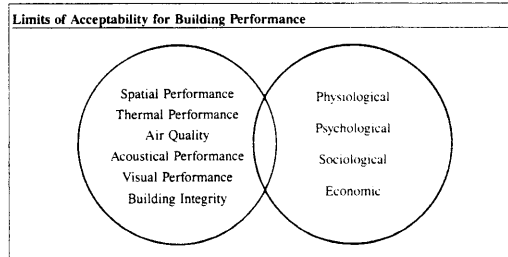 Limits of Acceptability for Building Performance
Spatial Performance
Thermal Performance
Air Quality
Acoustical Performance
Visual Performance
Building Integrity
Physiological
Psychological
Sociological
Economic